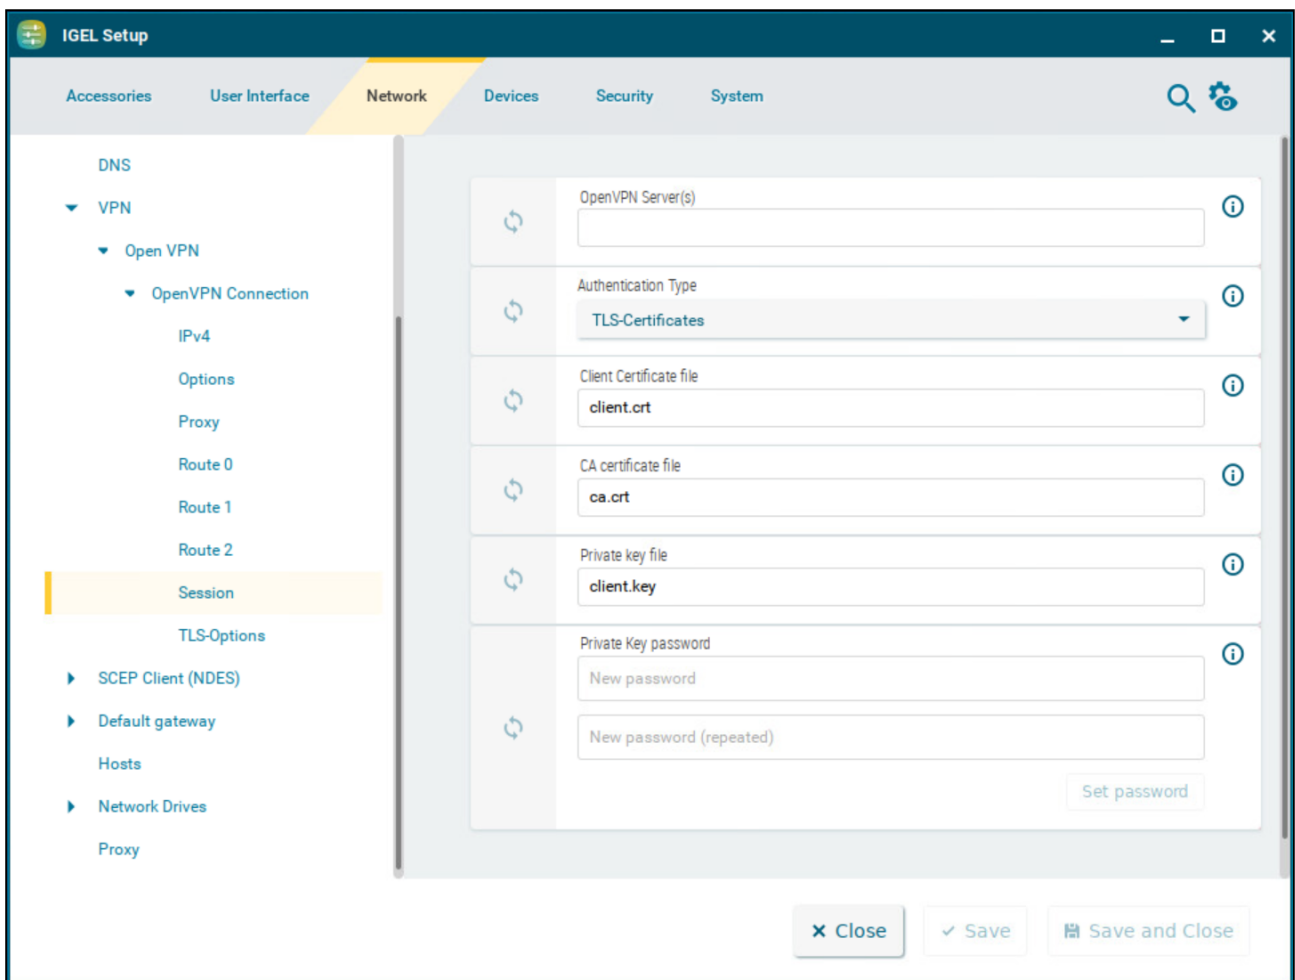 IGEL Setup
Accessories
User Interface
Network
Devices
Security
System
DNS
VPN
Open VPN
OpenVPN Connection
IPv4
Options
Proxy
Route 0
Route 1
Route 2
Session
TLS-Options
SCEP Client (NDES)
Default gateway
Hosts
Network Drives
Proxy
OpenVPN Server(s)
Authentication Type
TLS-Certificates
Client Certificate file
client.crt
CA certificate file
ca.crt
Private key file
client.key
Private Key password
New password
New password (repeated)
Set password
Close
Save
Save and Close